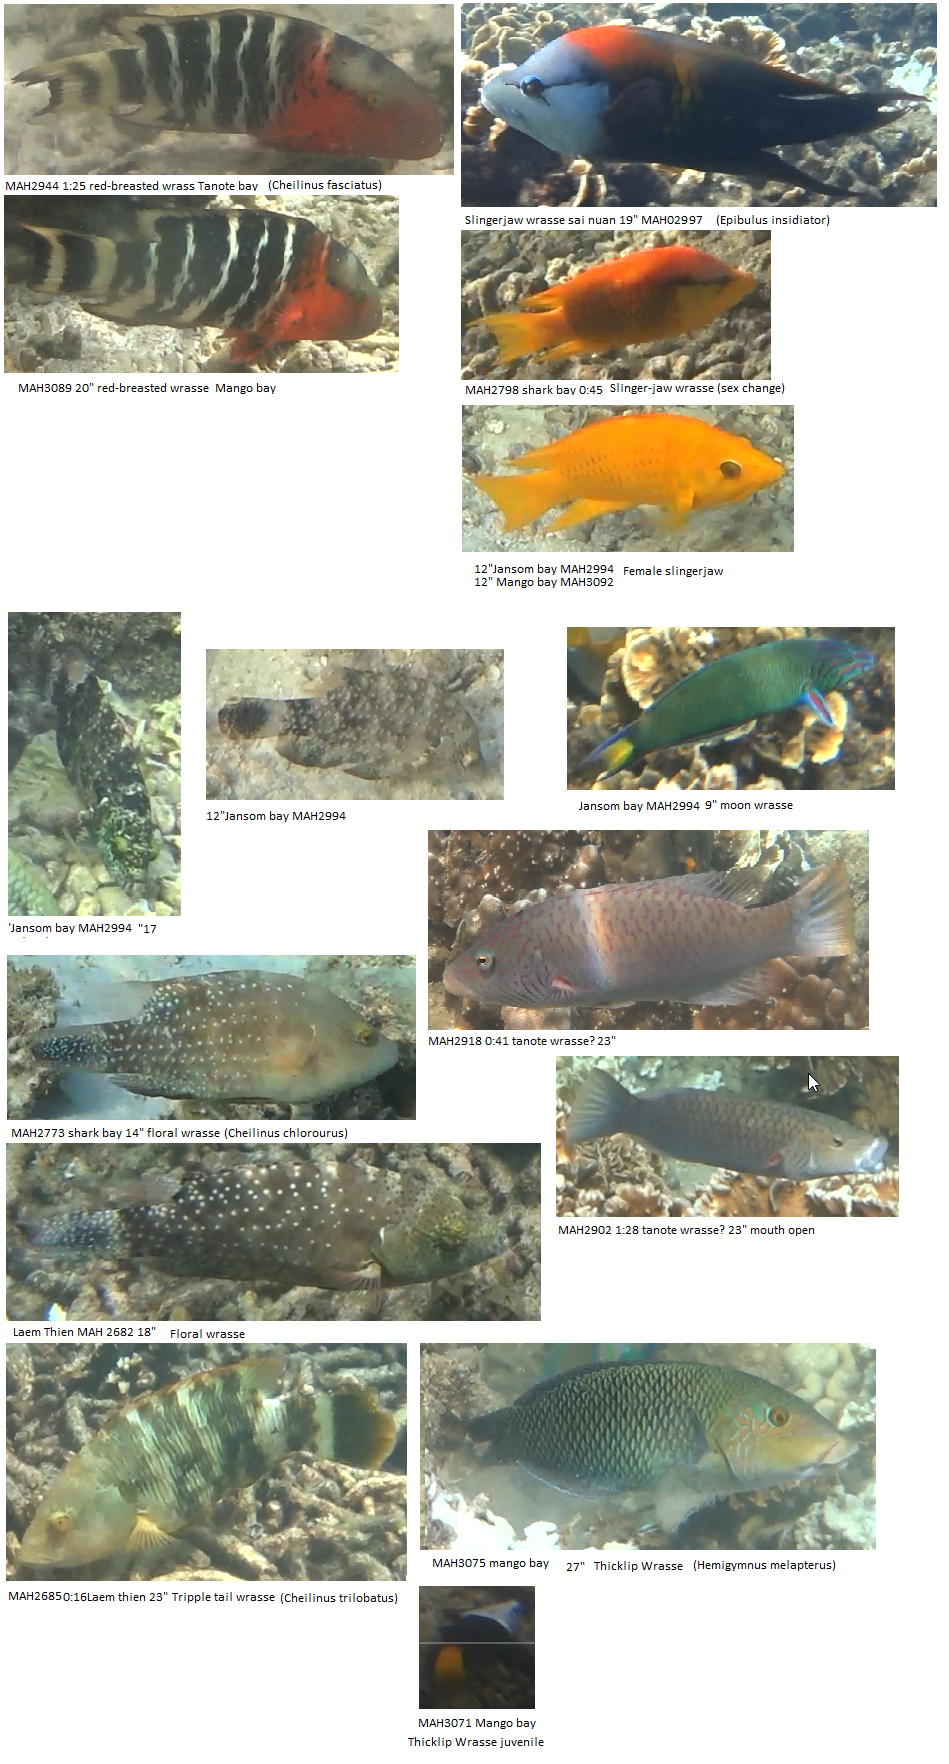 MAH2944 1:25 red-breasted wrass Tanote bay (Cheilinus fasciatus)
Slingerjaw wrasse sai nuan 19" MAH02997 (Epibulus insidiator)
MAH3089 20" red-breasted wrasse Mango bay
MAH2798 shark bay 0:45 Slinger-jaw wrasse (sex change)
12"Jansom bay MAH2994 Female slingerjaw
12" Mango bay MAH3092
Jansom bay MAH2994 9" moon wrasse
12"Jansom bay MAH2994
'Jansom bay MAH2994 "17
MAH2918 0:41 tanote wrasse? 23"
MAH2773 shark bay 14" floral wrasse (Cheilinus chlorourus)
MAH2902 1:28 tanote wrasse? 23" mouth open
Laem Thien MAH 2682 18" Floral wrasse
MAH3075 mango bay 27" Thicklip Wrasse (Hemigymnus melapterus)
MAH2685 0:16Laem thien 23" Tripple tail wrasse (Cheilinus trilobatus)
MAH3071 Mango bay
Thicklip Wrasse juvenile